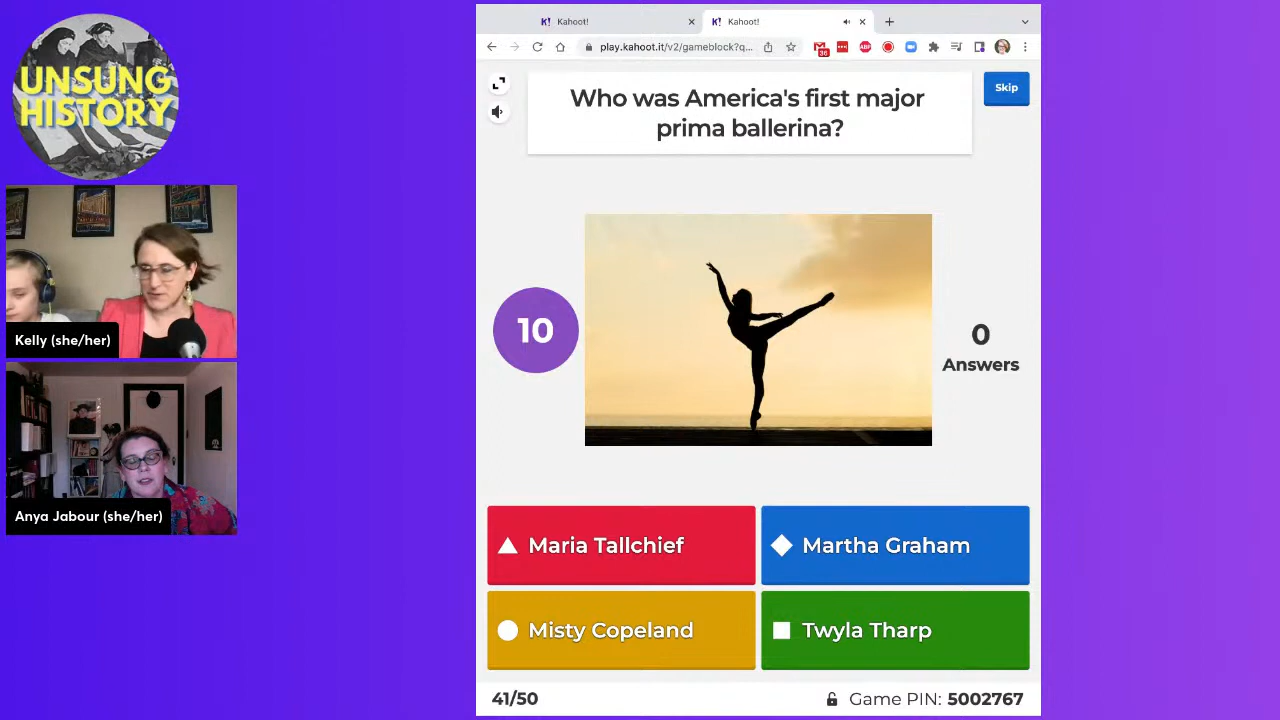 UNSUNG
HISTORY
Kelly (she/her)
Anya Jabour (she/her)
K! Kahoot!
K! Kahoot!
play.kahoot.it/v2/gameblock?q...
36
ABP
Who was America's first major
prima ballerina?
Skip
10
0
Answers
Maria Tallchief
Martha Graham
Misty Copeland
Twyla Tharp
41/50
Game PIN: 5002767